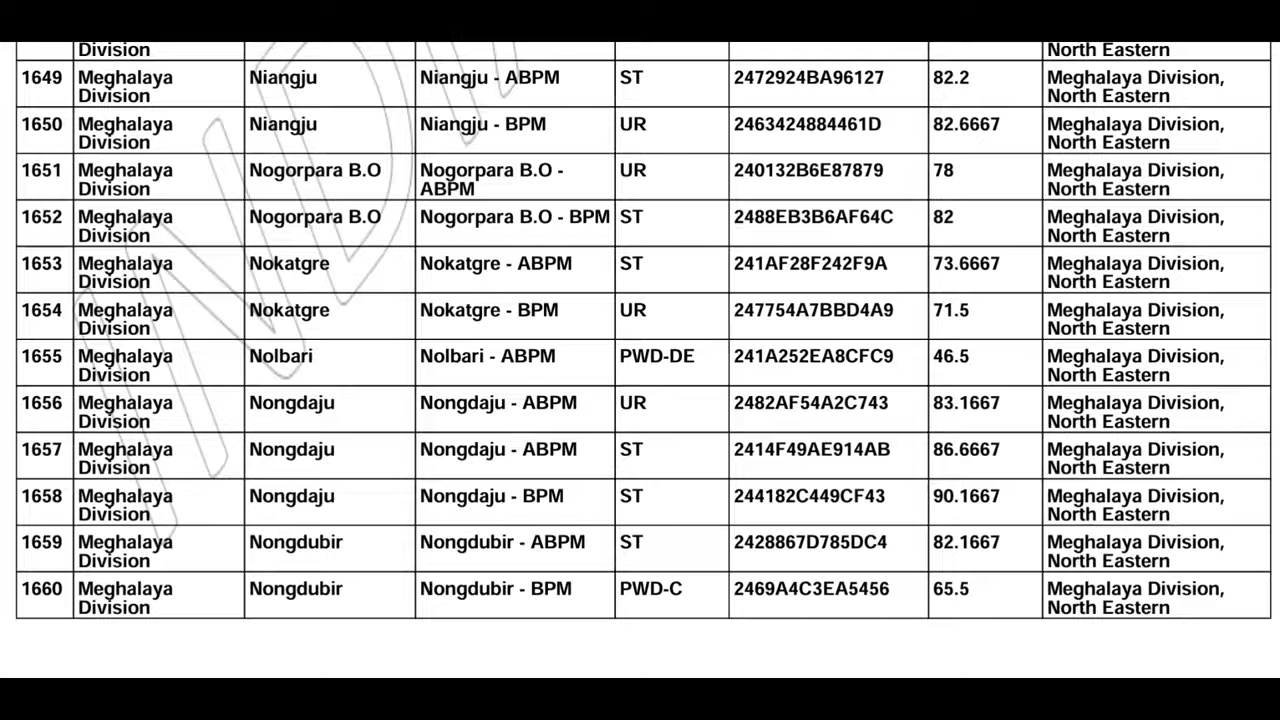 Division North Eastern
1649 Meghalaya Niangju Niangju - ABPM ST 2472924BA96127 82.2 Meghalaya Division,
Division North Eastern
1650 Meghalaya Niangju Niangju - BPM UR 2463424884461D 82.6667 Meghalaya Division,
Division North Eastern
1651 Meghalaya Nogorpara B.O Nogorpara B.O - UR 240132B6E87879 78 Meghalaya Division,
Division ABPM North Eastern
1652 Meghalaya Nogorpara B.O Nogorpara B.O - BPM ST 2488EB3B6AF64C 82 Meghalaya Division,
Division North Eastern
1653 Meghalaya Nokatgre Nokatgre - ABPM ST 241AF28F242F9A 73.6667 Meghalaya Division,
Division North Eastern
1654 Meghalaya Nokatgre Nokatgre - BPM UR 247754A7BBD4A9 71.5 Meghalaya Division,
Division North Eastern
1655 Meghalaya Nolbari Nolbari - ABPM PWD-DE 241A252EA8CFC9 46.5 Meghalaya Division,
Division North Eastern
1656 Meghalaya Nongdaju Nongdaju - ABPM UR 2482AF54A2C743 83.1667 Meghalaya Division,
Division North Eastern
1657 Meghalaya Nongdaju Nongdaju - ABPM ST 2414F49AE914AB 86.6667 Meghalaya Division,
Division North Eastern
1658 Meghalaya Nongdaju Nongdaju - BPM ST 244182C449CF43 90.1667 Meghalaya Division,
Division North Eastern
1659 Meghalaya Nongdubir Nongdubir - ABPM ST 2428867D785DC4 82.1667 Meghalaya Division,
Division North Eastern
1660 Meghalaya Nongdubir Nongdubir - BPM PWD-C 2469A4C3EA5456 65.5 Meghalaya Division,
Division North Eastern